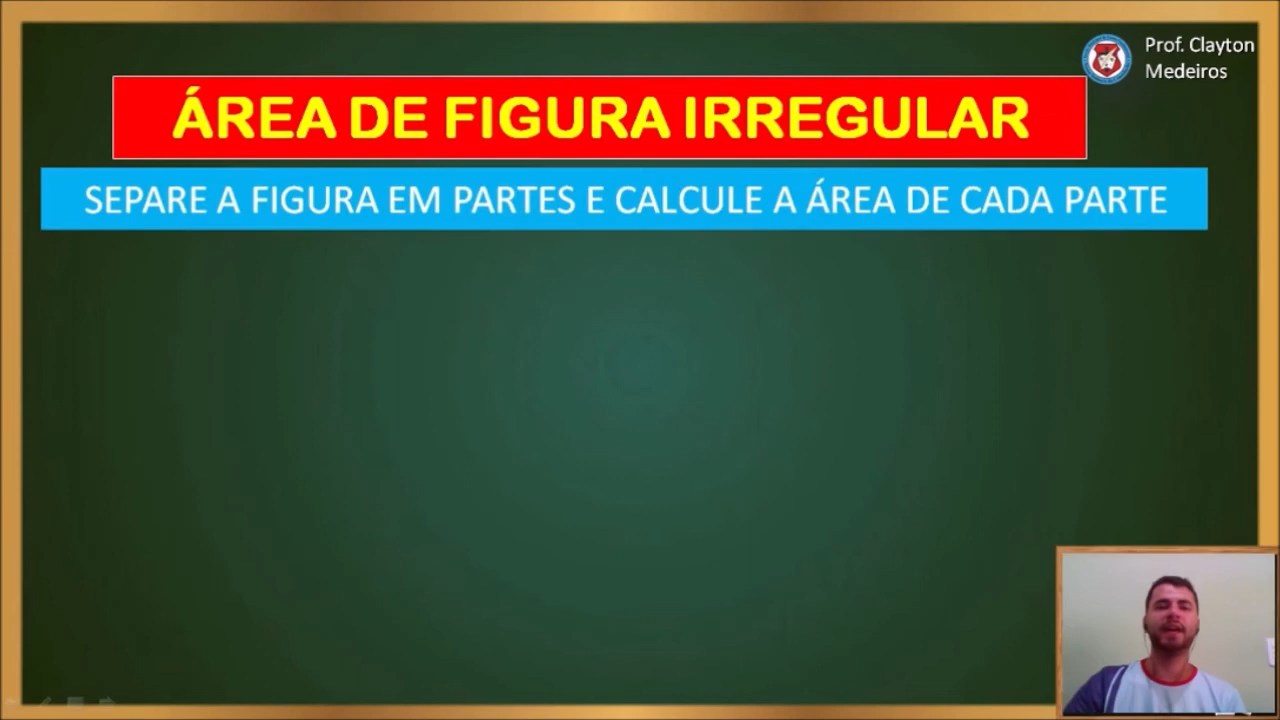 Prof. Clayton
Medeiros
ÁREA DE FIGURA IRREGULAR
SEPARE A FIGURA EM PARTES E CALCULE A ÁREA DE CADA PARTE